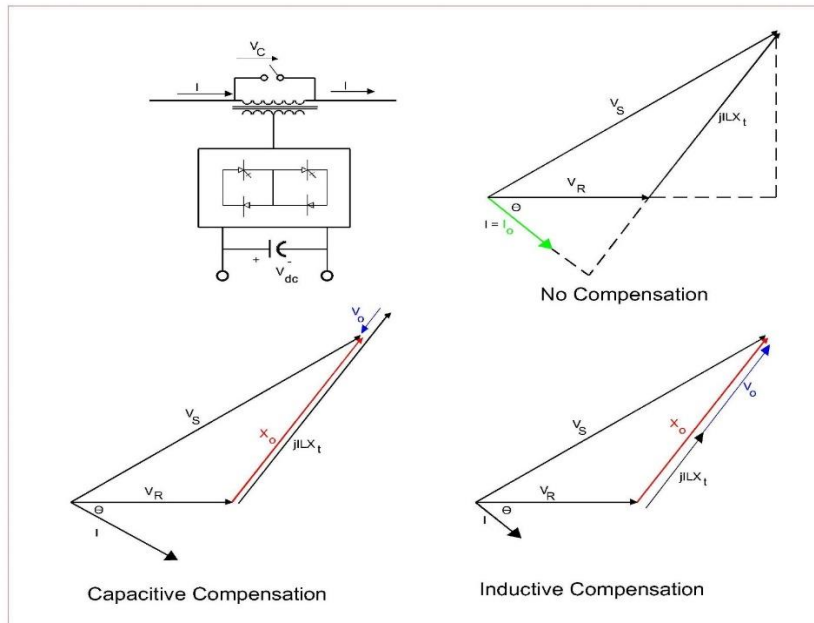 V_C
I I
+ -
V_dc
V_S
jILX_t
V_R
Θ
I = I_o
No Compensation
V_o
V_S
X_o
jILX_t
V_R
Θ
I
Capacitive Compensation
V_S
X_o
V_o
jILX_t
V_R
Θ
I
Inductive Compensation